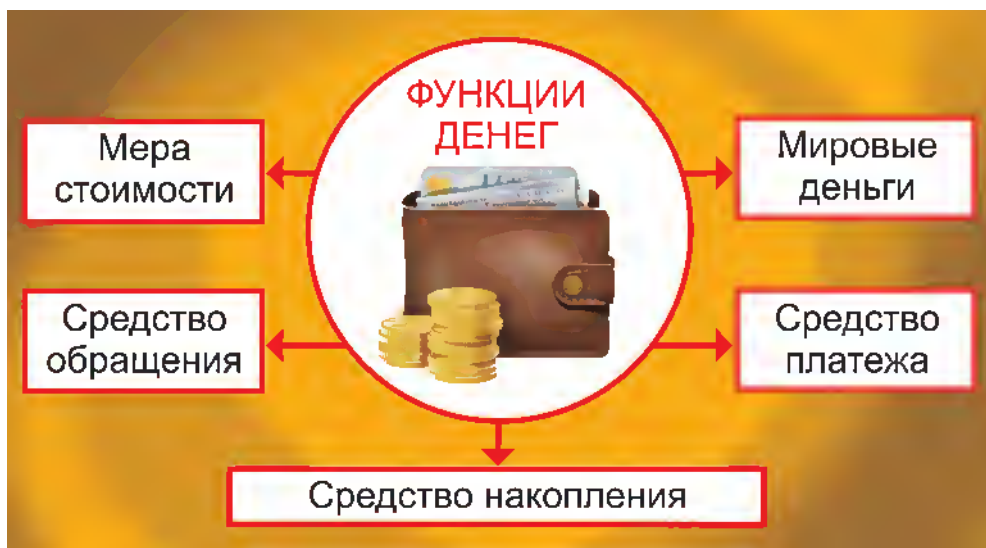 ФУНКЦИИ
ДЕНЕГ
Мера
стоимости
Мировые
деньги
Средство
обращения
Средство
платежа
Средство накопления